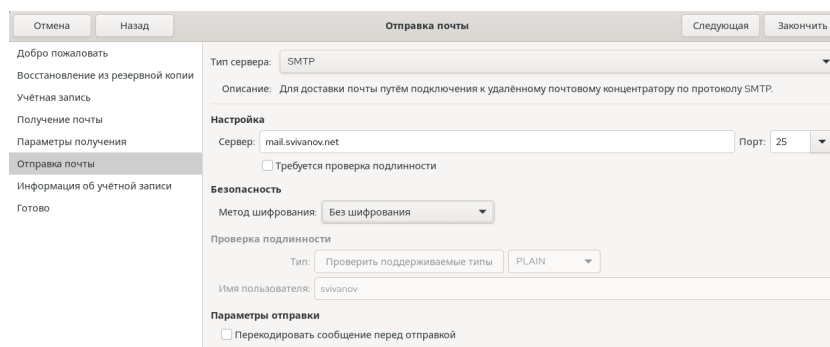 Отмена Назад Отправка почты Следующая Закончить
Добро пожаловать
Восстановление из резервной копии
Учётная запись
Получение почты
Параметры получения
Отправка почты
Информация об учётной записи
Готово
Тип сервера: SMTP
Описание: Для доставки почты путём подключения к удалённому почтовому концентратору по протоколу SMTP.
Настройка
Сервер: mail.svivanov.net Порт: 25
Требуется проверка подлинности
Безопасность
Метод шифрования: Без шифрования
Проверка подлинности
Тип: Проверить поддерживаемые типы PLAIN
Имя пользователя: svivanov
Параметры отправки
Перекодировать сообщение перед отправкой